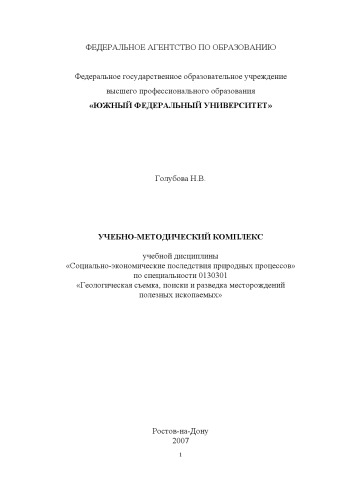 ФЕДЕРАЛЬНОЕ АГЕНТСТВО ПО ОБРАЗОВАНИЮ
Федеральное государственное образовательное учреждение
высшего профессионального образования
«ЮЖНЫЙ ФЕДЕРАЛЬНЫЙ УНИВЕРСИТЕТ»
Голубова Н.В.
УЧЕБНО-МЕТОДИЧЕСКИЙ КОМПЛЕКС
учебной дисциплины
«Социально-экономические последствия природных процессов»
по специальности 0130301
«Геологическая съемка, поиски и разведка месторождений
полезных ископаемых»
Ростов-на-Дону
2007
1